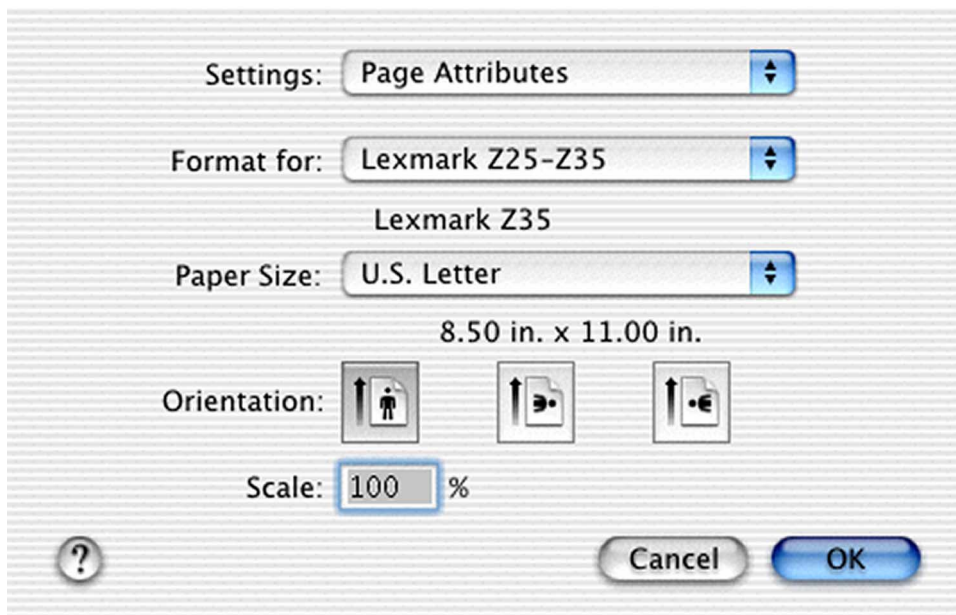 Settings: Page Attributes
Format for: Lexmark Z25-Z35
Lexmark Z35
Paper Size: U.S. Letter
8.50 in. x 11.00 in.
Orientation:
Scale: 100 %
? Cancel OK